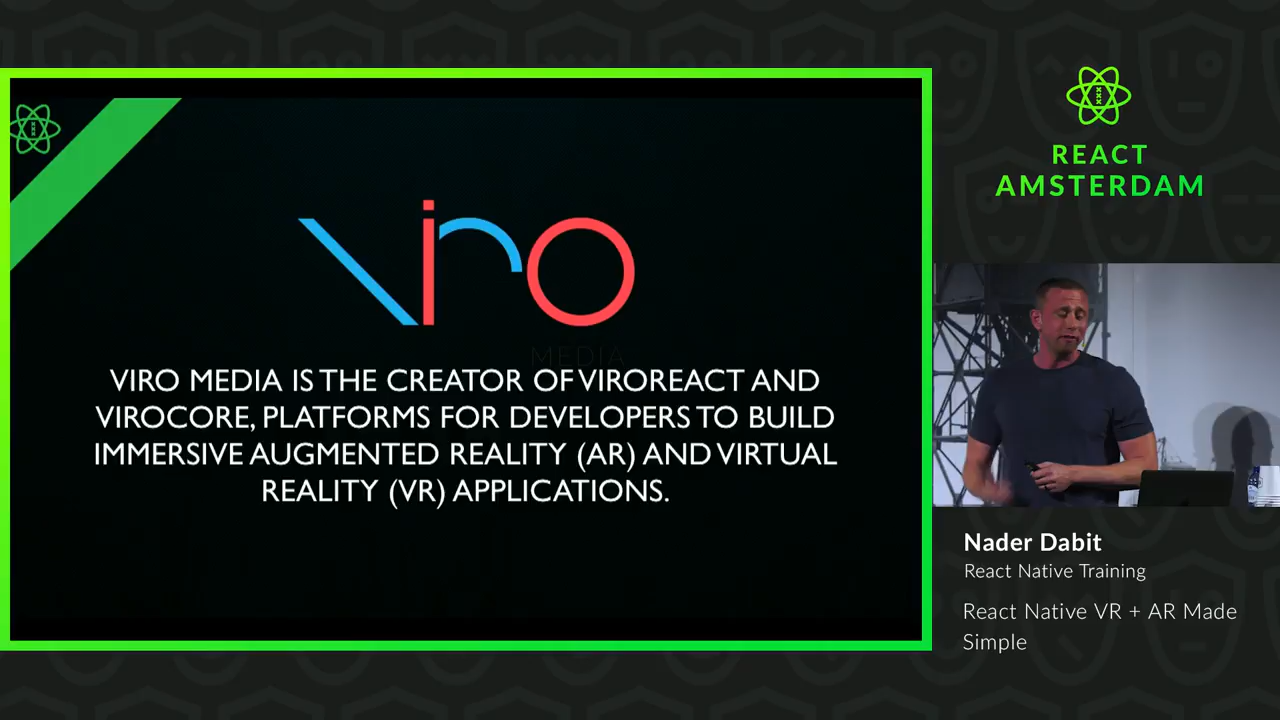 viro
MEDIA
VIRO MEDIA IS THE CREATOR OF VIROREACT AND
VIROCORE, PLATFORMS FOR DEVELOPERS TO BUILD
IMMERSIVE AUGMENTED REALITY (AR) AND VIRTUAL
REALITY (VR) APPLICATIONS.
REACT
AMSTERDAM
Nader Dabit
React Native Training
React Native VR + AR Made
Simple